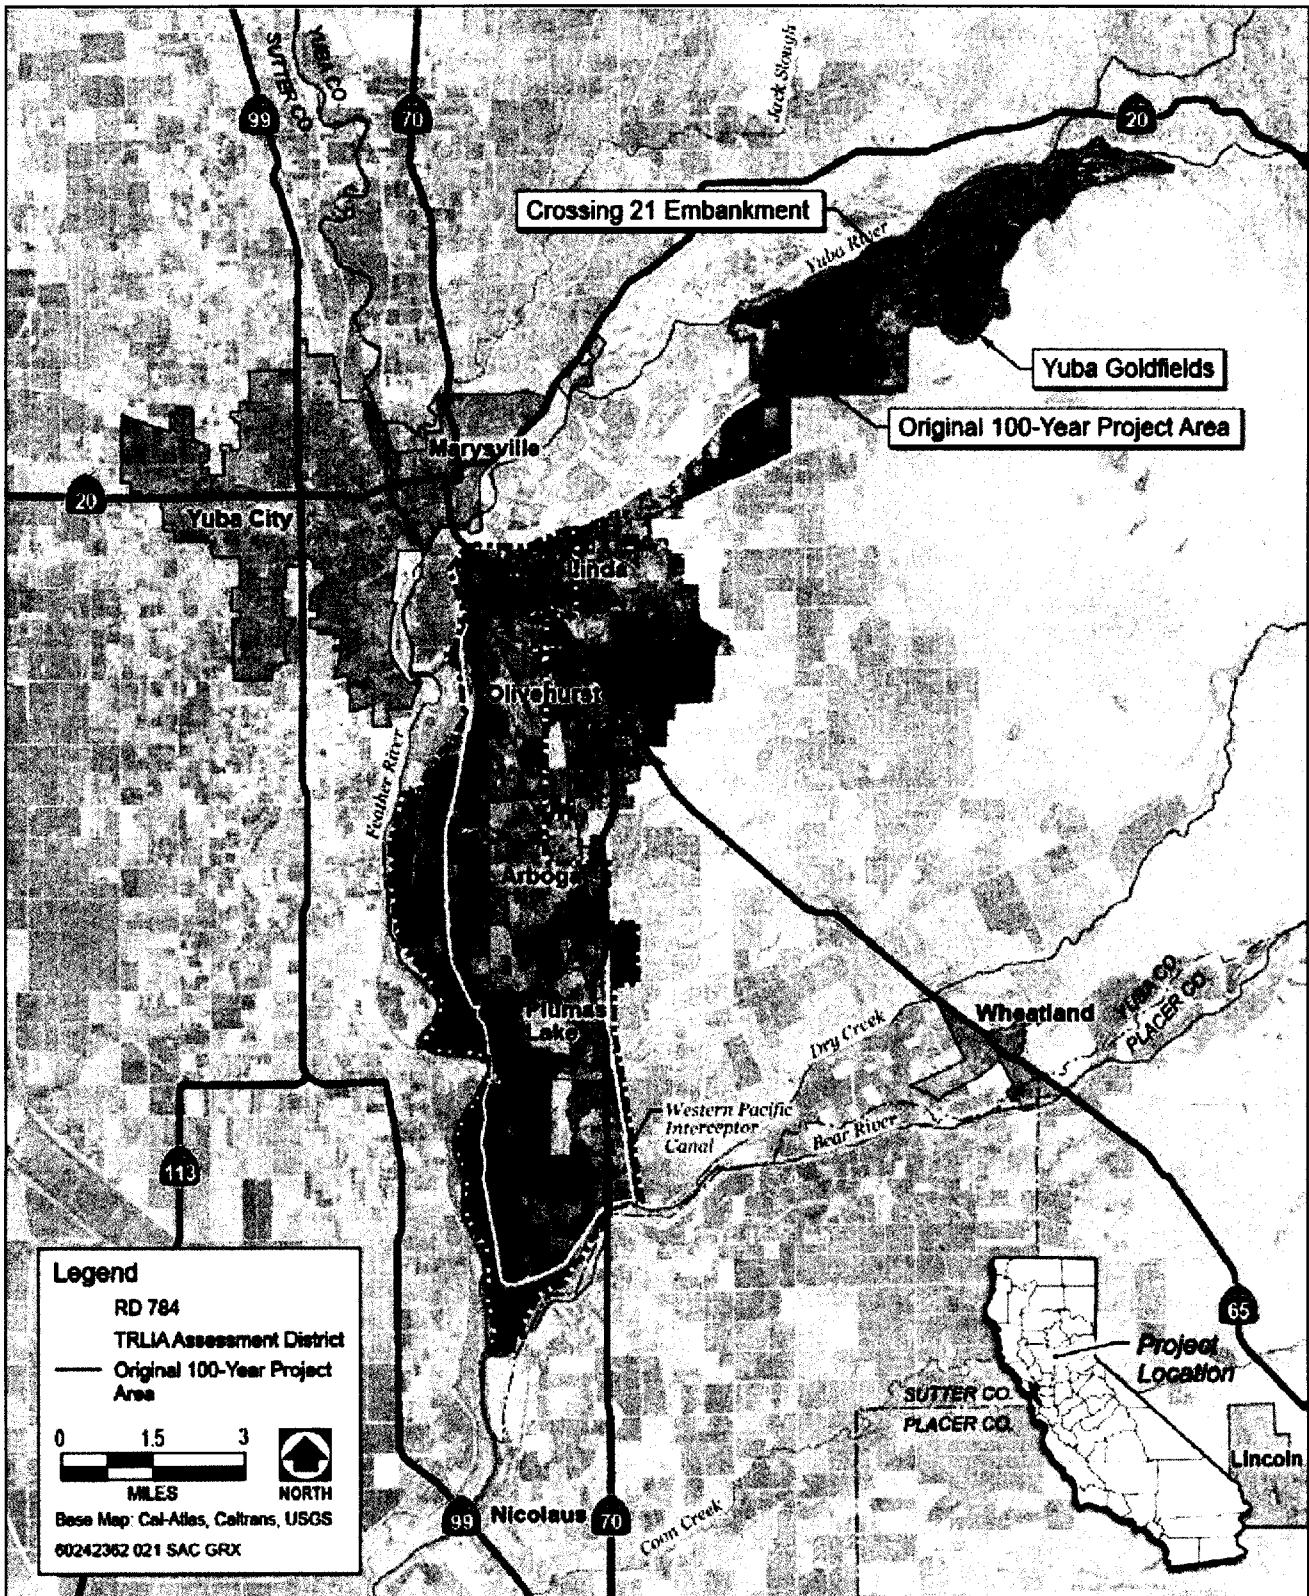 99
SUTTER CO
YUBA CO
70
Jack Slough
20
Crossing 21 Embankment
Yuba River
Yuba Goldfields
Original 100-Year Project Area
Marysville
20
Yuba City
Linda
Olivehurst
Feather River
Arboga
Plumas
Lake
Wheatland
YUBA CO.
PLACER CO.
Dry Creek
Western Pacific
Interceptor
Canal
Bear River
113
Legend
RD 784
TRLIA Assessment District
Original 100-Year Project
Area
0 1.5 3
MILES
NORTH
Base Map: Cal-Atlas, Caltrans, USGS
60242362 021 SAC GRX
65
Project
Location
SUTTER CO.
PLACER CO.
Lincoln
99
Nicolaus
70
Coon Creek